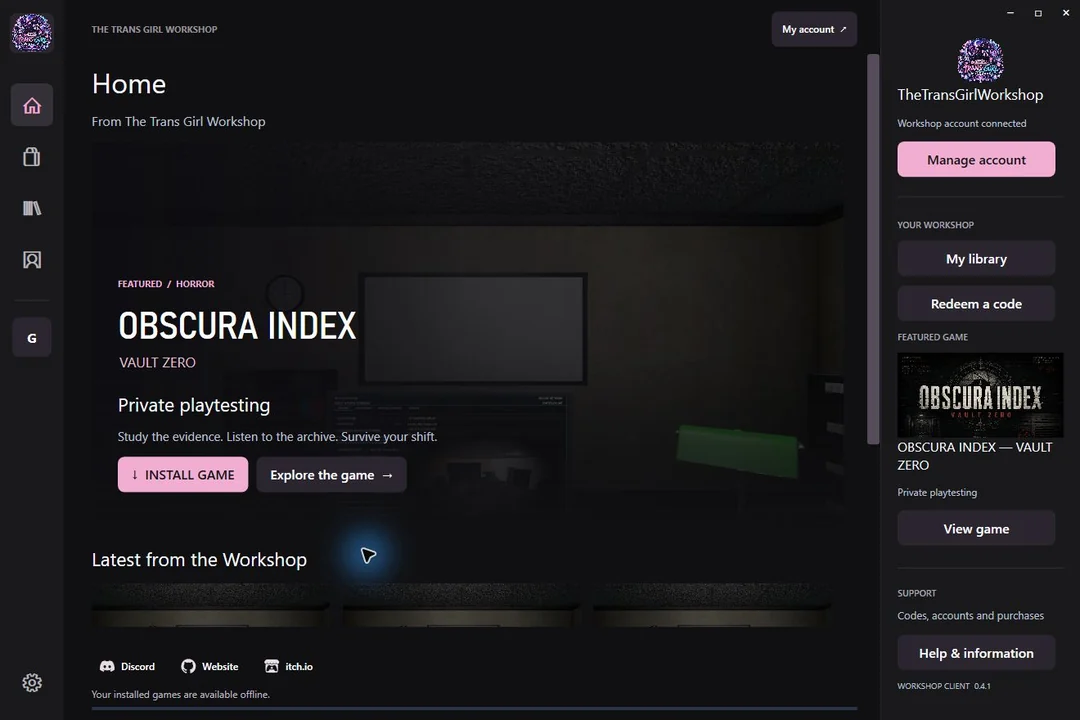 THE TRANS GIRL WORKSHOP
My account ↗
Home
From The Trans Girl Workshop
FEATURED / HORROR
OBSCURA INDEX
VAULT ZERO
Private playtesting
Study the evidence. Listen to the archive. Survive your shift.
↓ INSTALL GAME
Explore the game →
Latest from the Workshop
Discord
Website
itch.io
Your installed games are available offline.
G
TRANS GIRL
TheTransGirlWorkshop
Workshop account connected
Manage account
YOUR WORKSHOP
My library
Redeem a code
FEATURED GAME
OBSCURA INDEX
VAULT ZERO
OBSCURA INDEX — VAULT
ZERO
Private playtesting
View game
SUPPORT
Codes, accounts and purchases
Help & information
WORKSHOP CLIENT 0.4.1